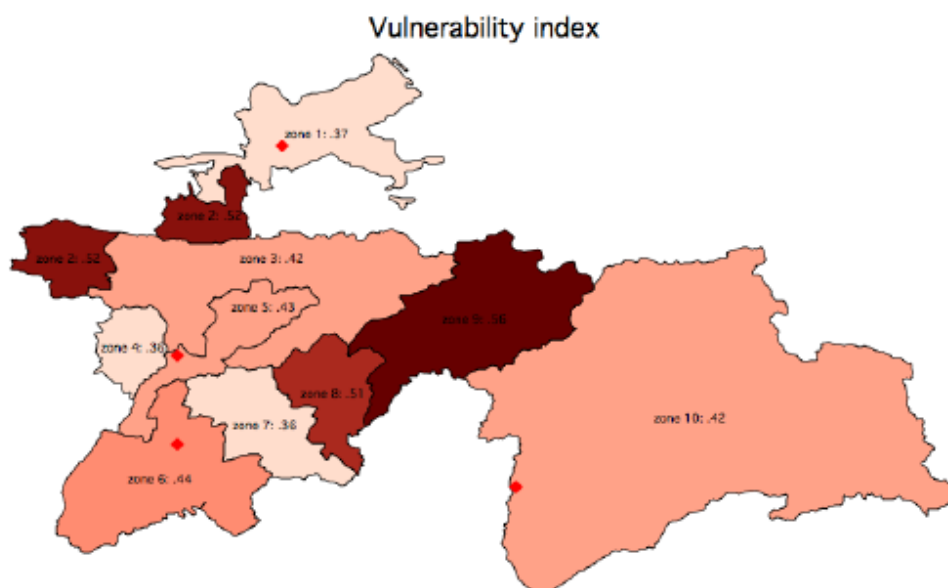 Vulnerability index
zone 1: .37
zone 2: .52
zone 2: .52
zone 3: .42
zone 5: .43
zone 4: .36
zone 9: .56
zone 8: .51
zone 7: .36
zone 10: .42
zone 6: .44